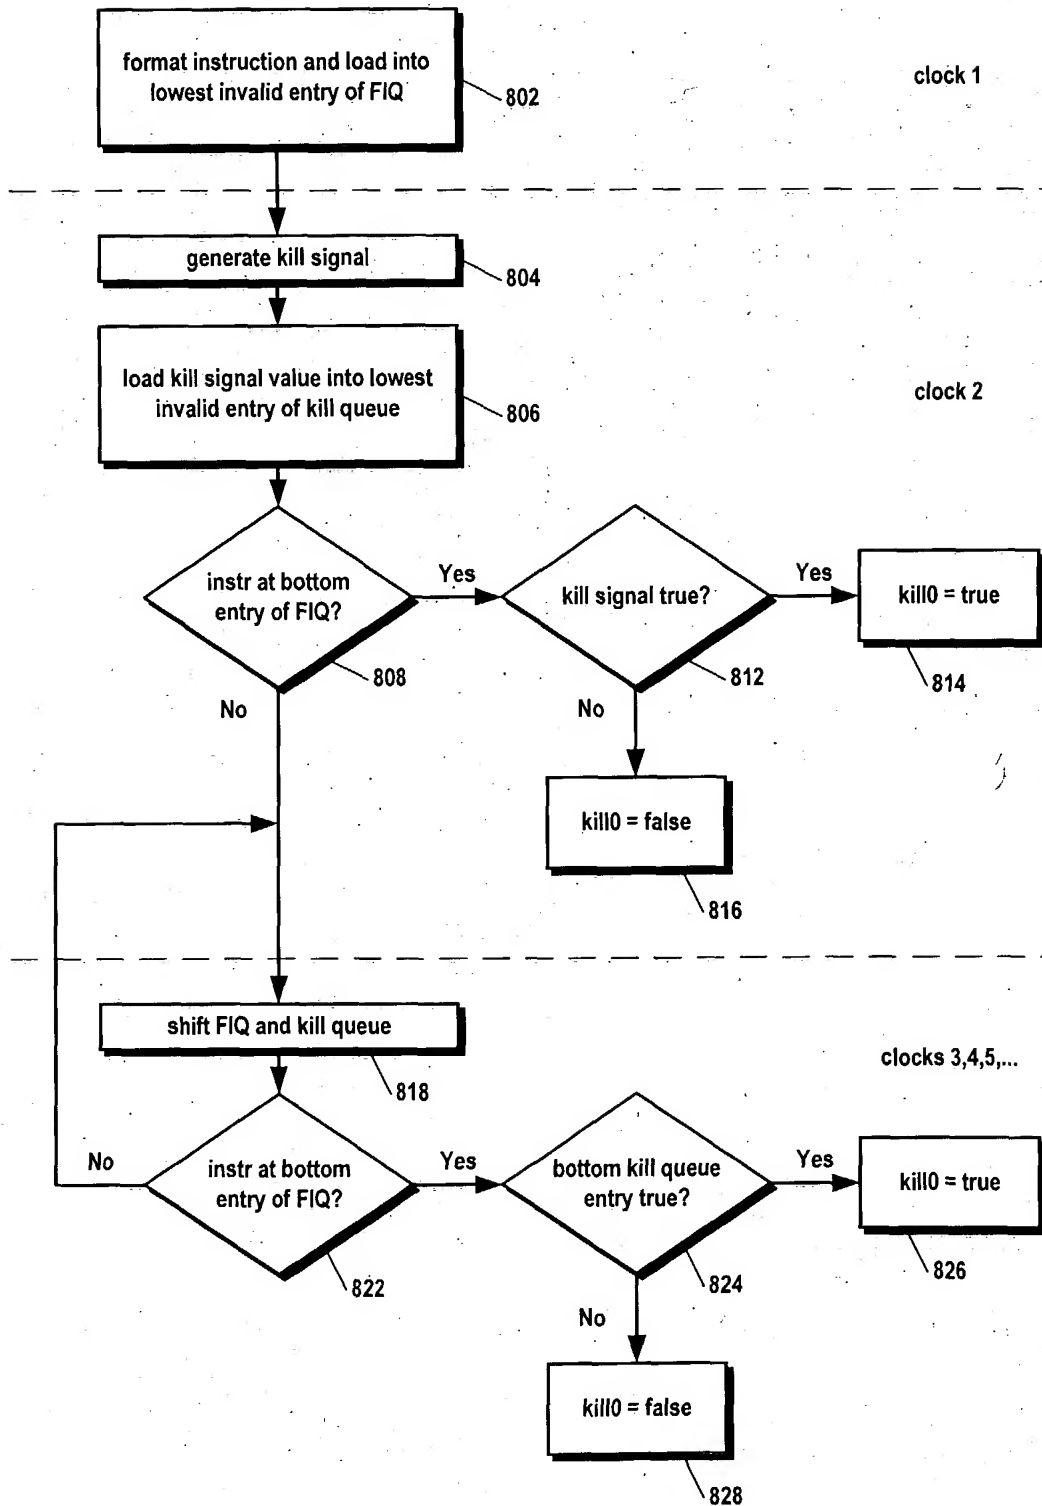 format instruction and load into
lowest invalid entry of FIQ
802
clock 1
generate kill signal
804
load kill signal value into lowest
invalid entry of kill queue
806
clock 2
instr at bottom
entry of FIQ?
808
Yes
kill signal true?
812
Yes
kill0 = true
814
No
No
kill0 = false
816
shift FIQ and kill queue
818
clocks 3,4,5,...
instr at bottom
entry of FIQ?
822
No
Yes
bottom kill queue
entry true?
824
Yes
kill0 = true
826
No
kill0 = false
828